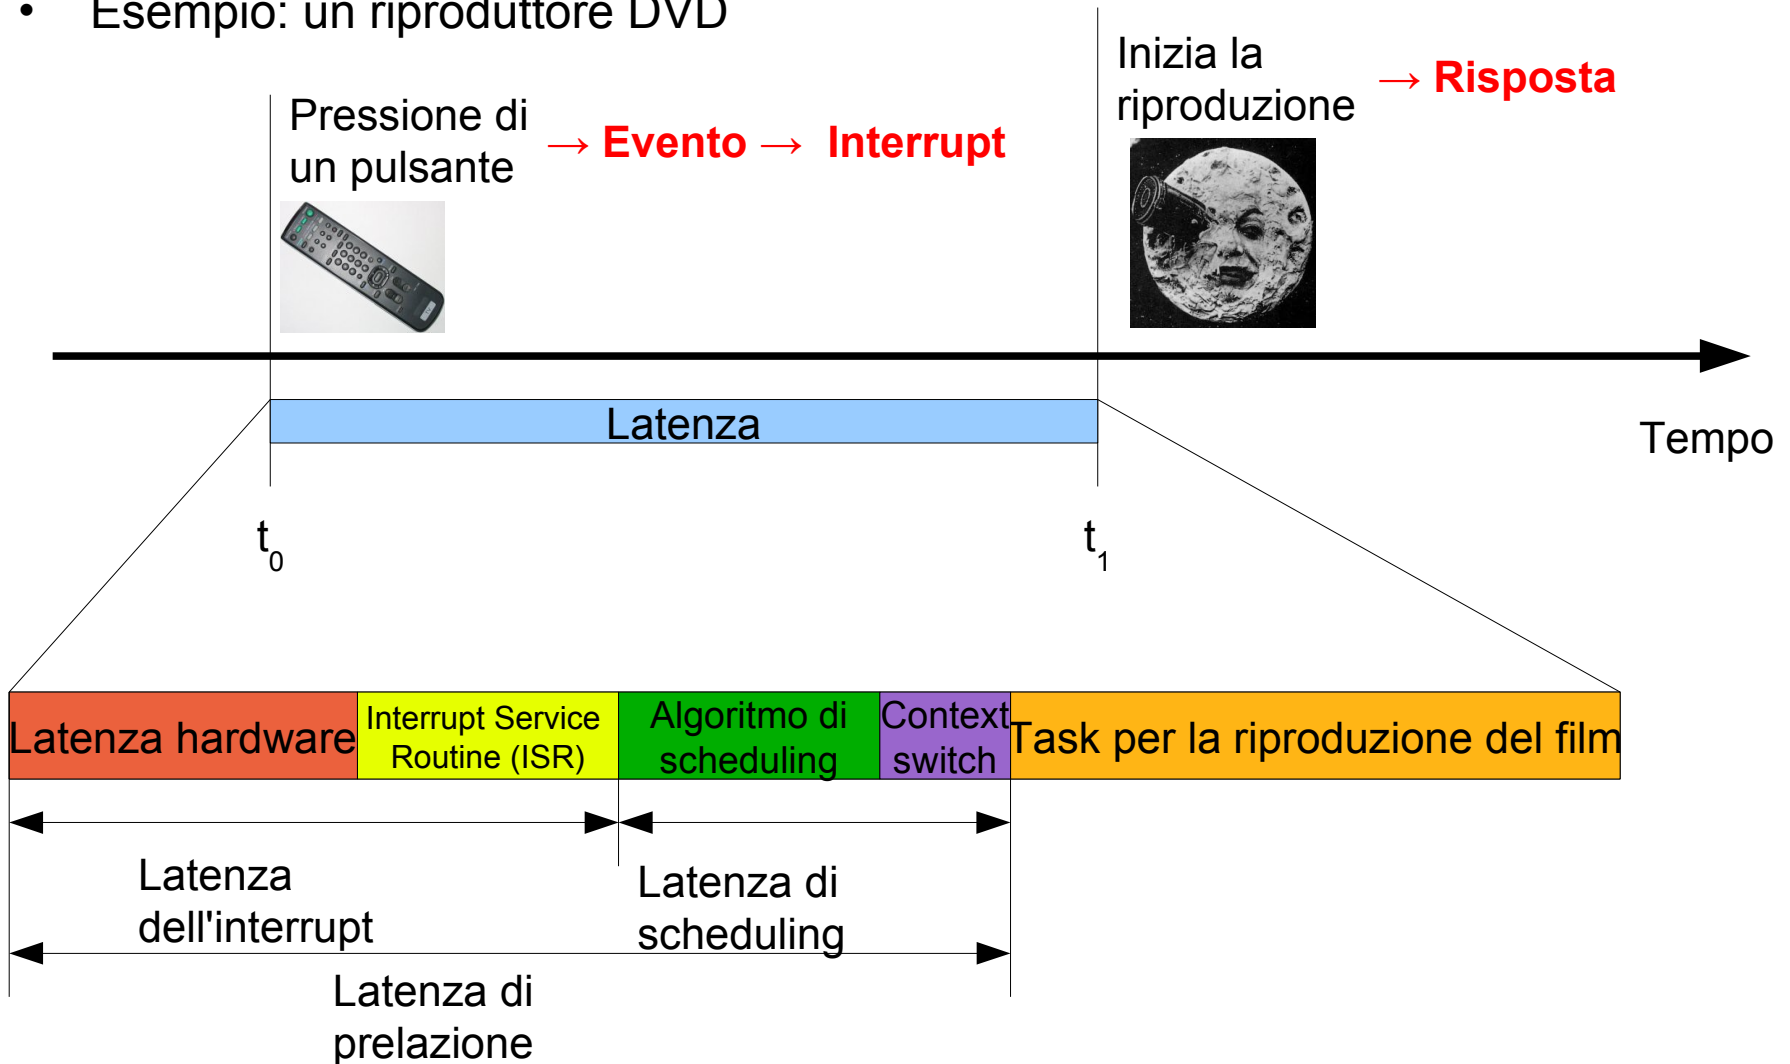 • Esempio: un riproduttore DVD
Inizia la
riproduzione → Risposta
Pressione di
un pulsante → Evento → Interrupt
Latenza
Tempo
t0
t1
Latenza hardware
Interrupt Service
Routine (ISR)
Algoritmo di
scheduling
Context
switch
Task per la riproduzione del film
Latenza
dell'interrupt
Latenza di
scheduling
Latenza di
prelazione